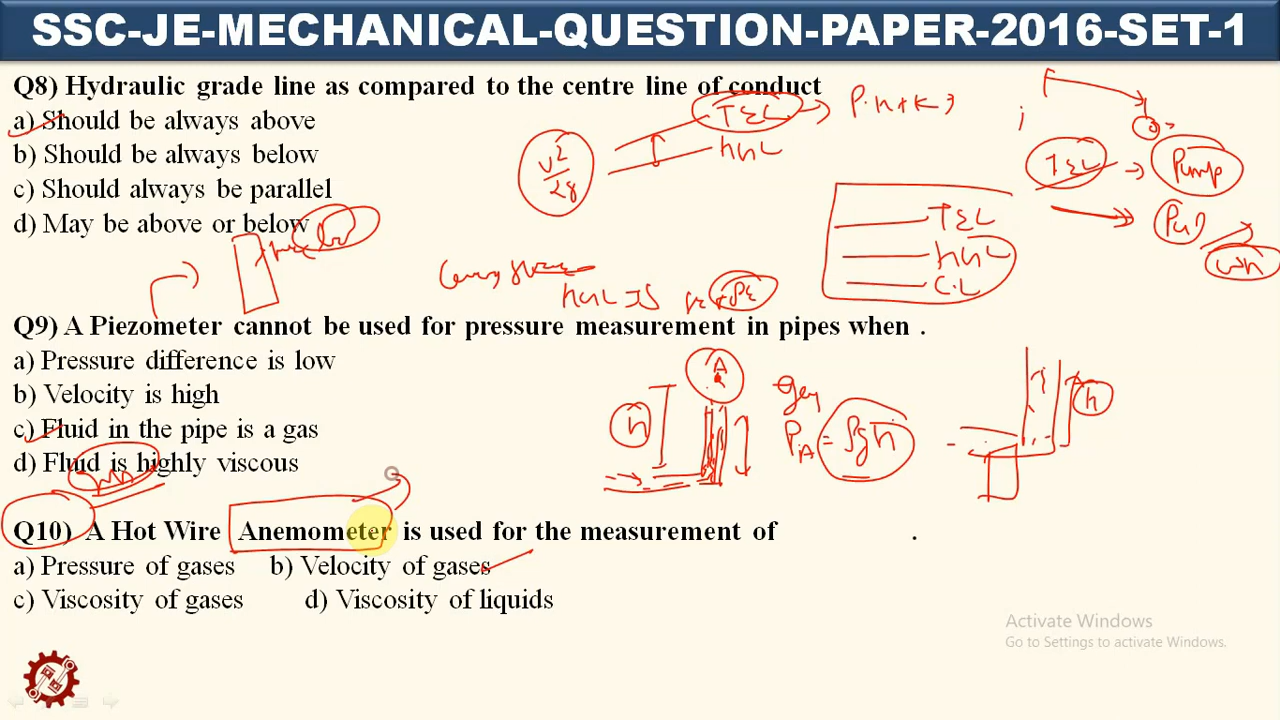 SSC-JE-MECHANICAL-QUESTION-PAPER-2016-SET-1
Q8) Hydraulic grade line as compared to the centre line of conduct
a) Should be always above
b) Should be always below
c) Should always be parallel
d) May be above or below
T E L
V²/2g
TEL
Pump
TEL
C.L
Q9) A Piezometer cannot be used for pressure measurement in pipes when .
a) Pressure difference is low
b) Velocity is high
c) Fluid in the pipe is a gas
d) Fluid is highly viscous
A
h
P_A = ρgh
h
Q10) A Hot Wire Anemometer is used for the measurement of .
a) Pressure of gases b) Velocity of gases
c) Viscosity of gases d) Viscosity of liquids
Activate Windows
Go to Settings to activate Windows.